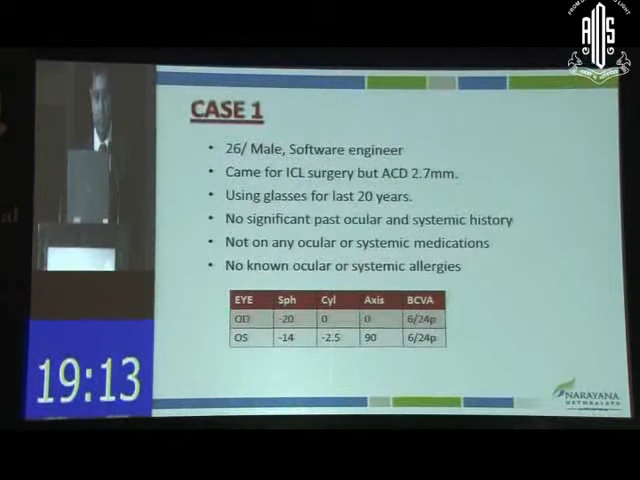 AIOS
CASE 1
• 26/ Male, Software engineer
• Came for ICL surgery but ACD 2.7mm.
• Using glasses for last 20 years.
• No significant past ocular and systemic history
• Not on any ocular or systemic medications
• No known ocular or systemic allergies
EYE Sph Cyl Axis BCVA
OD -20 0 0 6/24p
OS -14 -2.5 90 6/24p
19:13
NARAYANA
NETHRALAYA